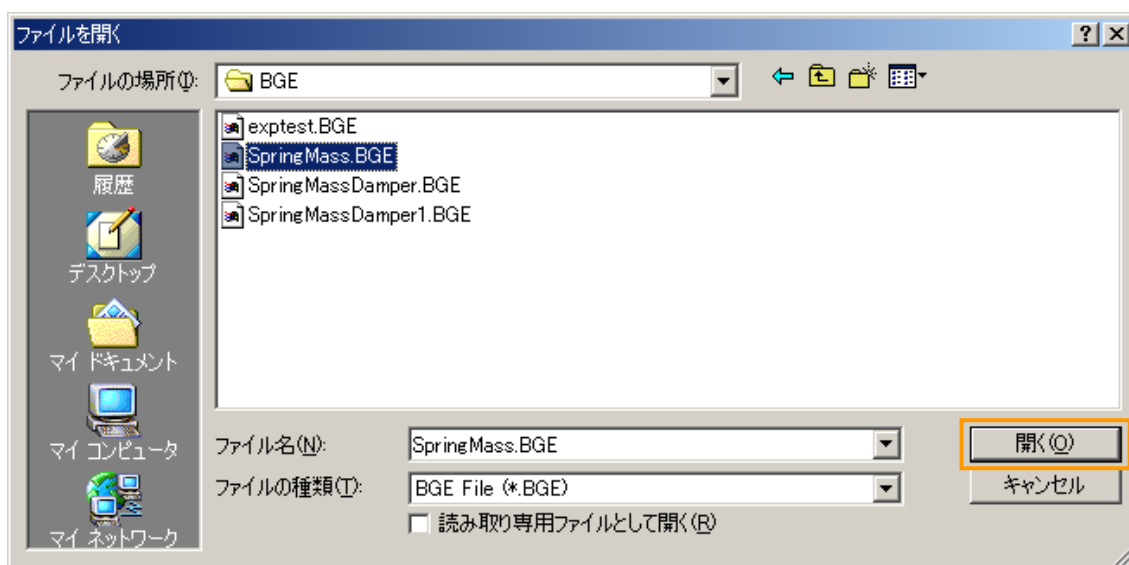 ファイルを開く
ファイルの場所(I):
BGE
履歴
デスクトップ
マイ ドキュメント
マイ コンピュータ
マイ ネットワーク
exptest.BGE
SpringMass.BGE
SpringMassDamper.BGE
SpringMassDamper1.BGE
ファイル名(N):
SpringMass.BGE
開く(O)
ファイルの種類(T):
BGE File (*.BGE)
キャンセル
読み取り専用ファイルとして開く(R)